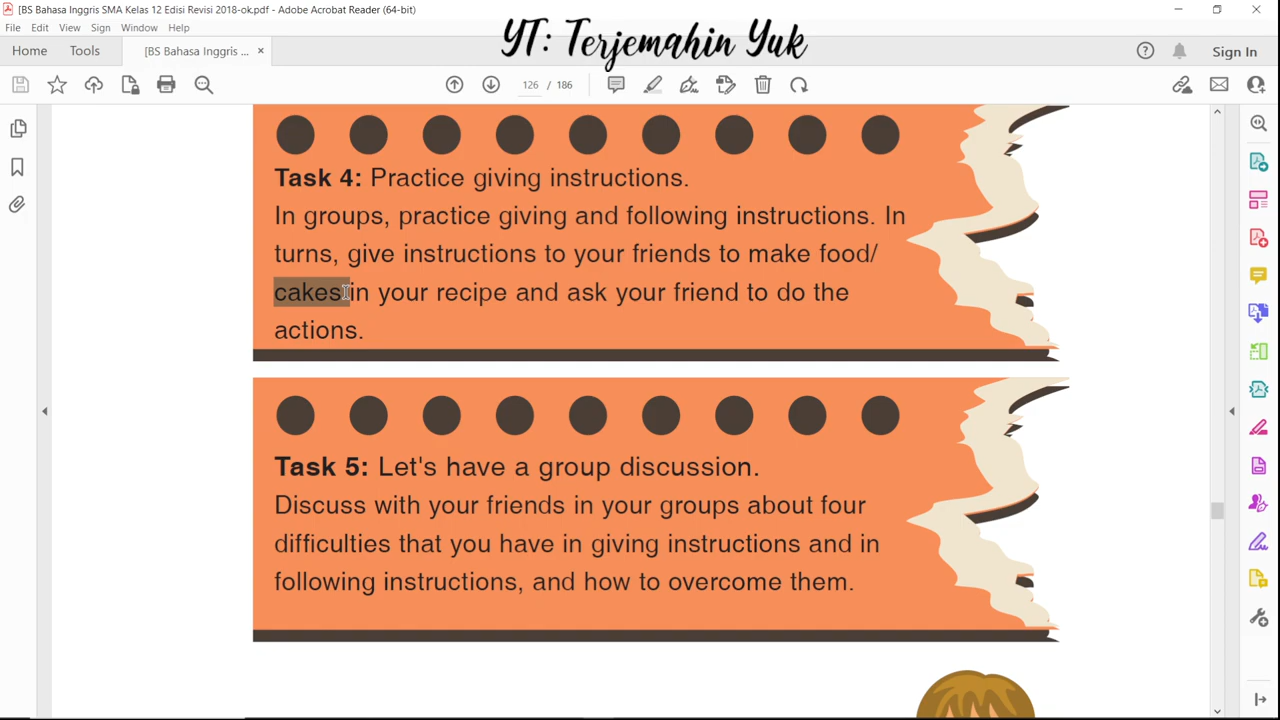 [BS Bahasa Inggris SMA Kelas 12 Edisi Revisi 2018-ok.pdf - Adobe Acrobat Reader (64-bit)
File Edit View Sign Window Help
YT: Terjemahin Yuk
Home Tools [BS Bahasa Inggris ... × Sign In
126 / 186
Task 4: Practice giving instructions.
In groups, practice giving and following instructions. In
turns, give instructions to your friends to make food/
cakes in your recipe and ask your friend to do the
actions.
Task 5: Let's have a group discussion.
Discuss with your friends in your groups about four
difficulties that you have in giving instructions and in
following instructions, and how to overcome them.